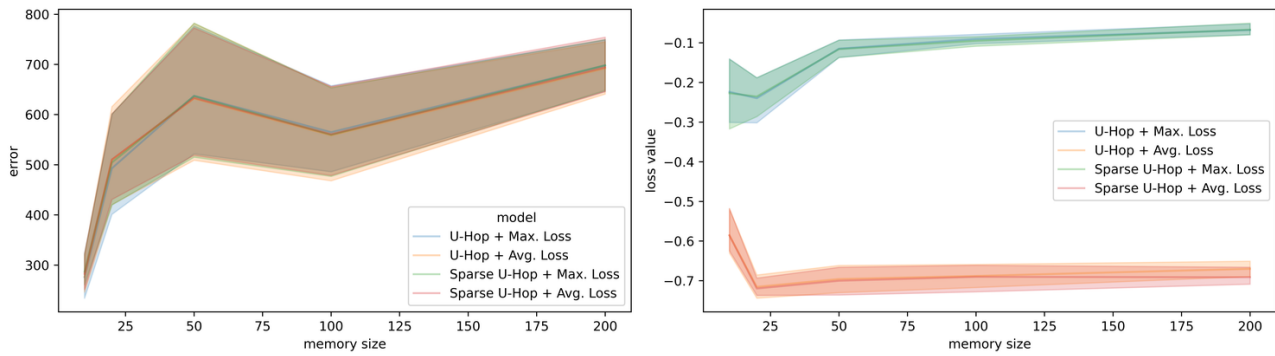 800
700
600
500
400
300
error
25
50
75
100
125
150
175
200
memory size
model
U-Hop + Max. Loss
U-Hop + Avg. Loss
Sparse U-Hop + Max. Loss
Sparse U-Hop + Avg. Loss
−0.1
−0.2
−0.3
−0.4
−0.5
−0.6
−0.7
loss value
25
50
75
100
125
150
175
200
memory size
U-Hop + Max. Loss
U-Hop + Avg. Loss
Sparse U-Hop + Max. Loss
Sparse U-Hop + Avg. Loss